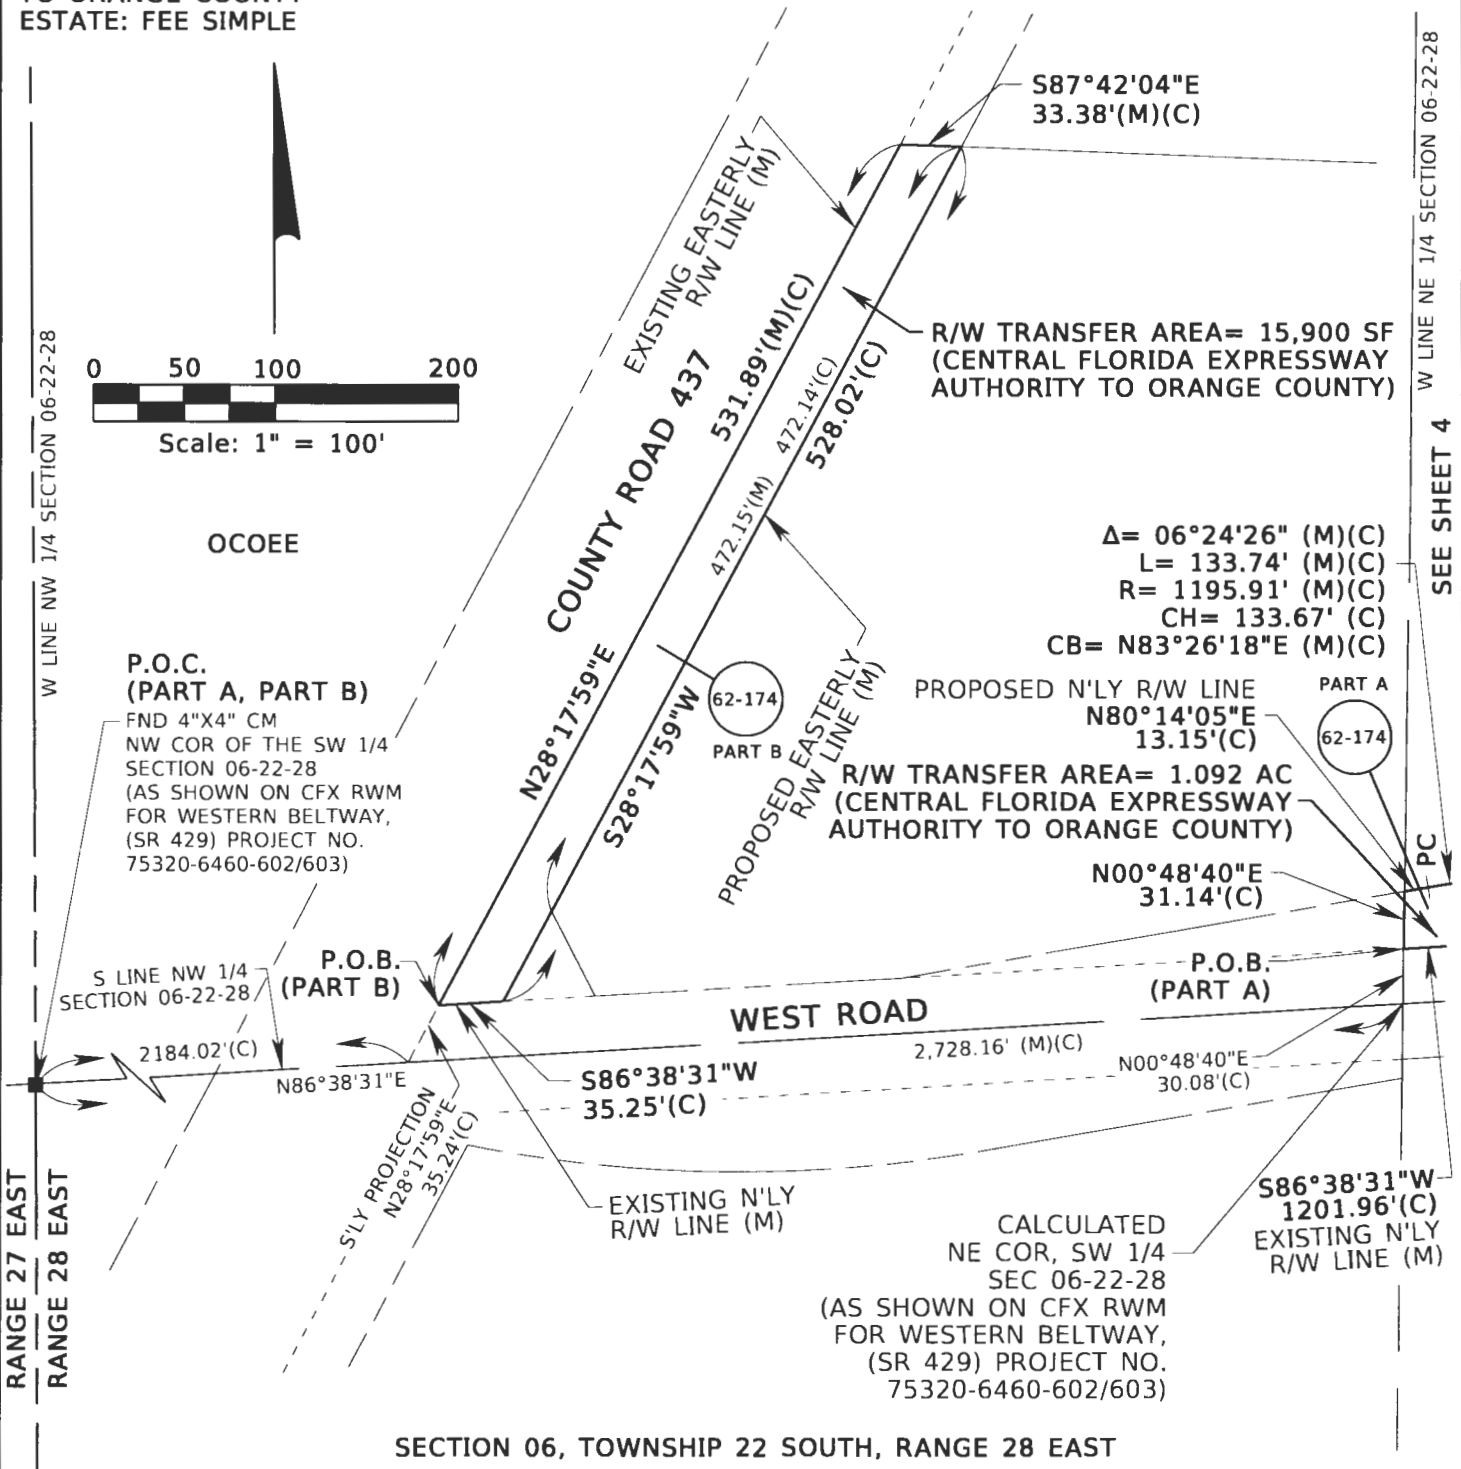 ESTATE: FEE SIMPLE
S87°42'04"E
33.38'(M)(C)
W LINE NE 1/4 SECTION 06-22-28
EXISTING EASTERLY
R/W LINE (M)
0 50 100 200
Scale: 1" = 100'
W LINE NW 1/4 SECTION 06-22-28
R/W TRANSFER AREA= 15,900 SF
(CENTRAL FLORIDA EXPRESSWAY
AUTHORITY TO ORANGE COUNTY)
COUNTY ROAD 437
531.89'(M)(C)
N28°17'59"E
472.14'(C)
528.02'(C)
472.15'(M)
S28°17'59"W
SEE SHEET 4
OCOEE
Δ= 06°24'26" (M)(C)
L= 133.74' (M)(C)
R= 1195.91' (M)(C)
CH= 133.67' (C)
CB= N83°26'18"E (M)(C)
P.O.C.
(PART A, PART B)
FND 4"X4" CM
NW COR OF THE SW 1/4
SECTION 06-22-28
(AS SHOWN ON CFX RWM
FOR WESTERN BELTWAY,
(SR 429) PROJECT NO.
75320-6460-602/603)
62-174
PART B
PROPOSED EASTERLY
R/W LINE (M)
PROPOSED N'LY R/W LINE
N80°14'05"E
13.15'(C)
PART A
62-174
R/W TRANSFER AREA= 1.092 AC
(CENTRAL FLORIDA EXPRESSWAY
AUTHORITY TO ORANGE COUNTY)
PC
N00°48'40"E
31.14'(C)
P.O.B.
(PART B)
S LINE NW 1/4
SECTION 06-22-28
P.O.B.
(PART A)
WEST ROAD
2184.02'(C)
N86°38'31"E
2,728.16' (M)(C)
S86°38'31"W
35.25'(C)
N00°48'40"E
30.08'(C)
S'LY PROJECTION
N28°17'59"E
35.24'(C)
EXISTING N'LY
R/W LINE (M)
S86°38'31"W
1201.96'(C)
EXISTING N'LY
R/W LINE (M)
CALCULATED
NE COR, SW 1/4
SEC 06-22-28
(AS SHOWN ON CFX RWM
FOR WESTERN BELTWAY,
(SR 429) PROJECT NO.
75320-6460-602/603)
RANGE 27 EAST
RANGE 28 EAST
SECTION 06, TOWNSHIP 22 SOUTH, RANGE 28 EAST